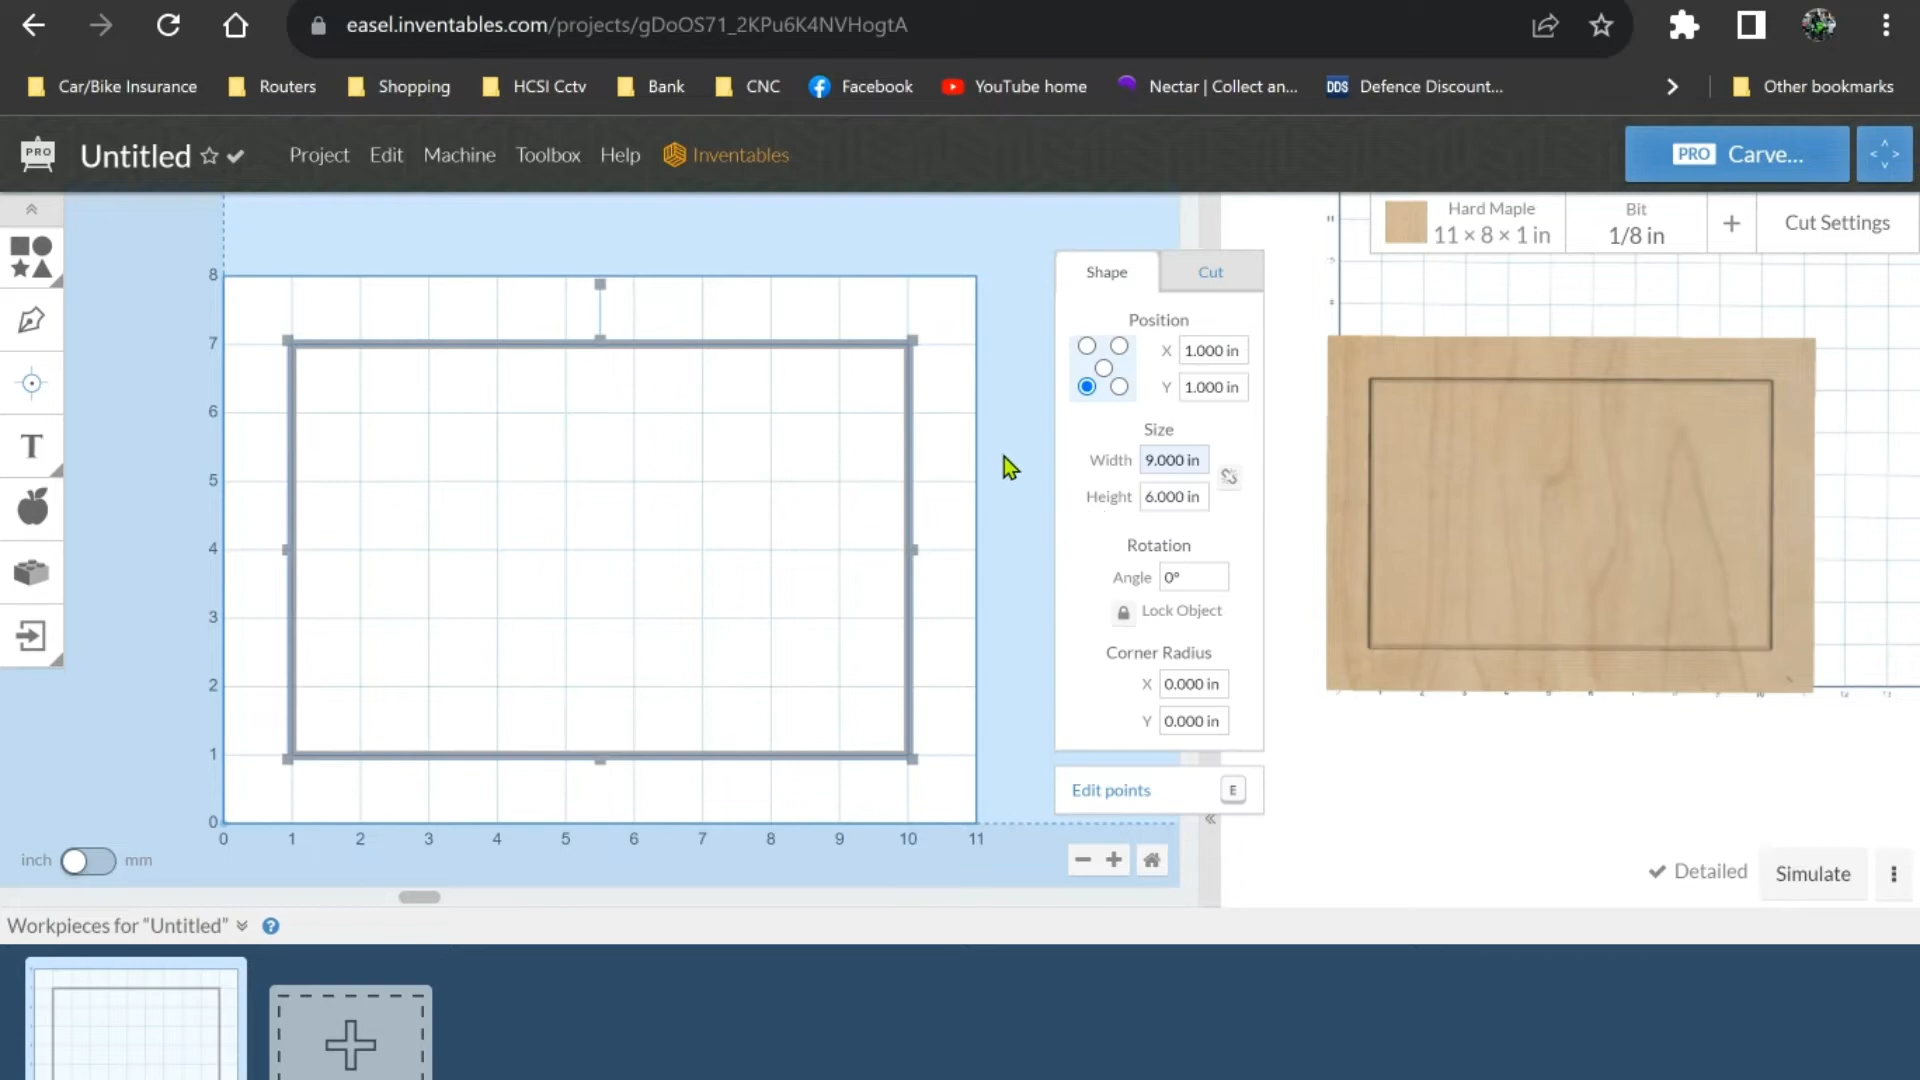 easel.inventables.com/projects/gDoOS71_2KPu6K4NVHogtA
Car/Bike Insurance Routers Shopping HCSI Cctv Bank CNC Facebook YouTube home Nectar | Collect an... DDS Defence Discount... Other bookmarks
PRO Untitled Project Edit Machine Toolbox Help Inventables PRO Carve...
Hard Maple
11 × 8 × 1 in
Bit
1/8 in
+
Cut Settings
Shape Cut
Position
X 1.000 in
Y 1.000 in
Size
Width 9.000 in
Height 6.000 in
Rotation
Angle 0°
Lock Object
Corner Radius
X 0.000 in
Y 0.000 in
Edit points E
8
7
6
5
4
3
2
1
0
0 1 2 3 4 5 6 7 8 9 10 11
T
inch mm
Detailed Simulate
Workpieces for “Untitled” ?